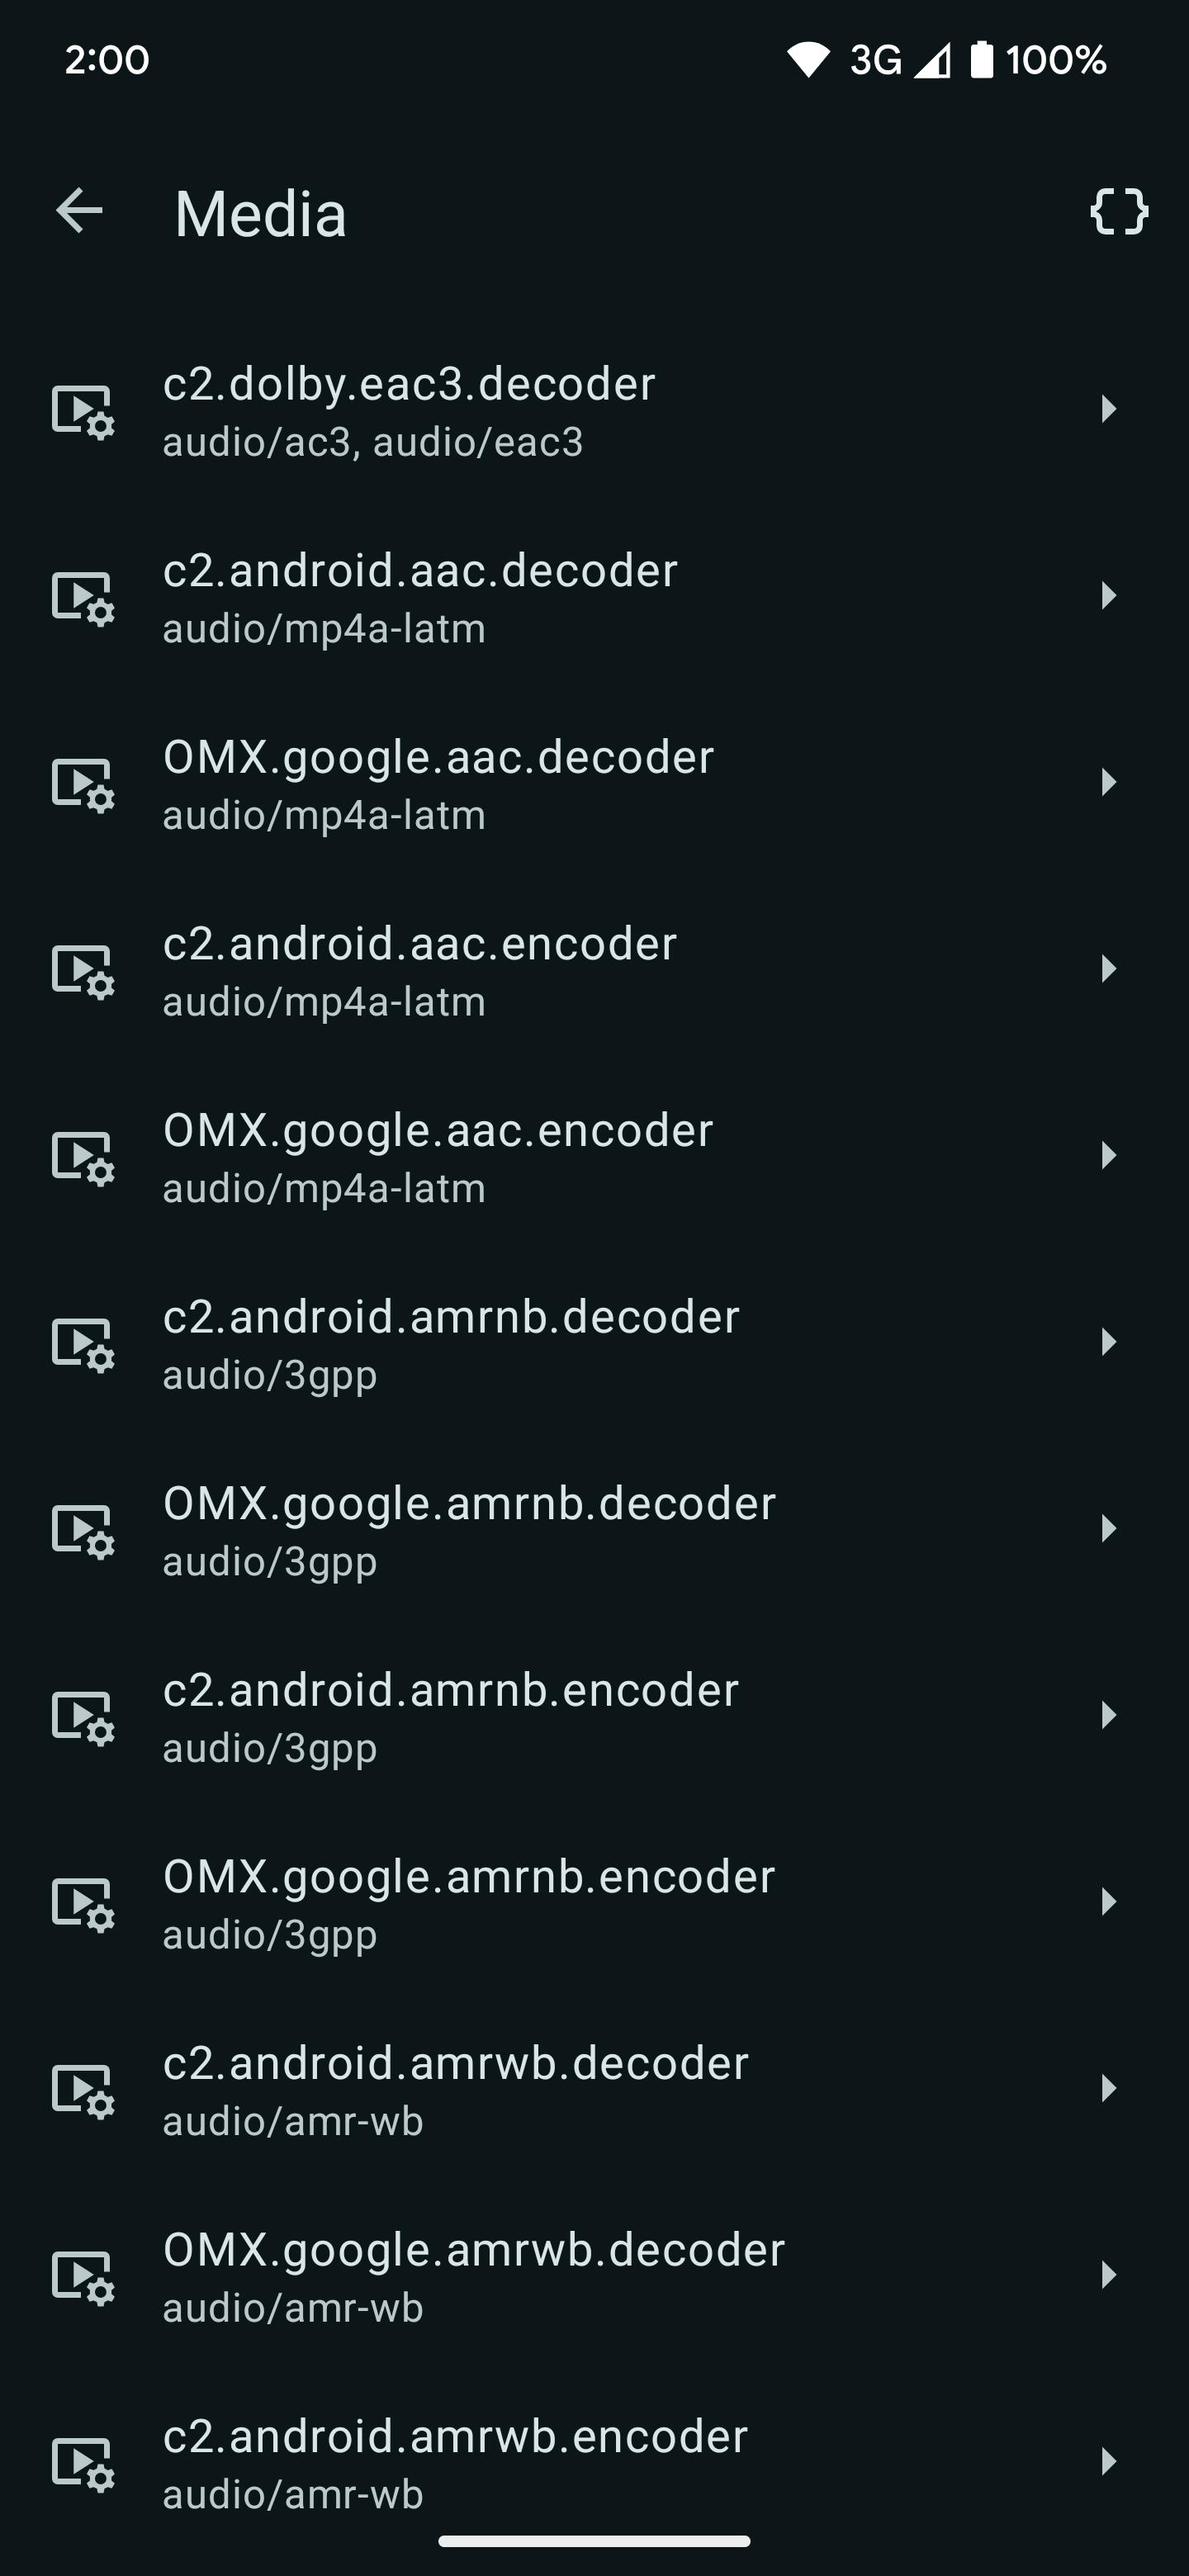 2:00 3G 100%
Media
c2.dolby.eac3.decoder
audio/ac3, audio/eac3
c2.android.aac.decoder
audio/mp4a-latm
OMX.google.aac.decoder
audio/mp4a-latm
c2.android.aac.encoder
audio/mp4a-latm
OMX.google.aac.encoder
audio/mp4a-latm
c2.android.amrnb.decoder
audio/3gpp
OMX.google.amrnb.decoder
audio/3gpp
c2.android.amrnb.encoder
audio/3gpp
OMX.google.amrnb.encoder
audio/3gpp
c2.android.amrwb.decoder
audio/amr-wb
OMX.google.amrwb.decoder
audio/amr-wb
c2.android.amrwb.encoder
audio/amr-wb